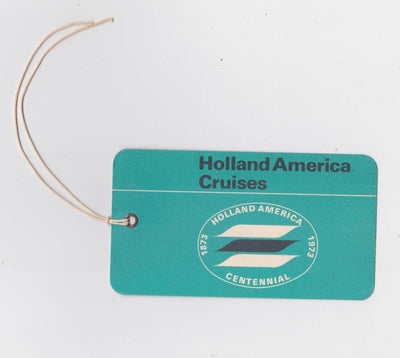 Holland America
Cruises
HOLLAND AMERICA
1873
1973
CENTENNIAL